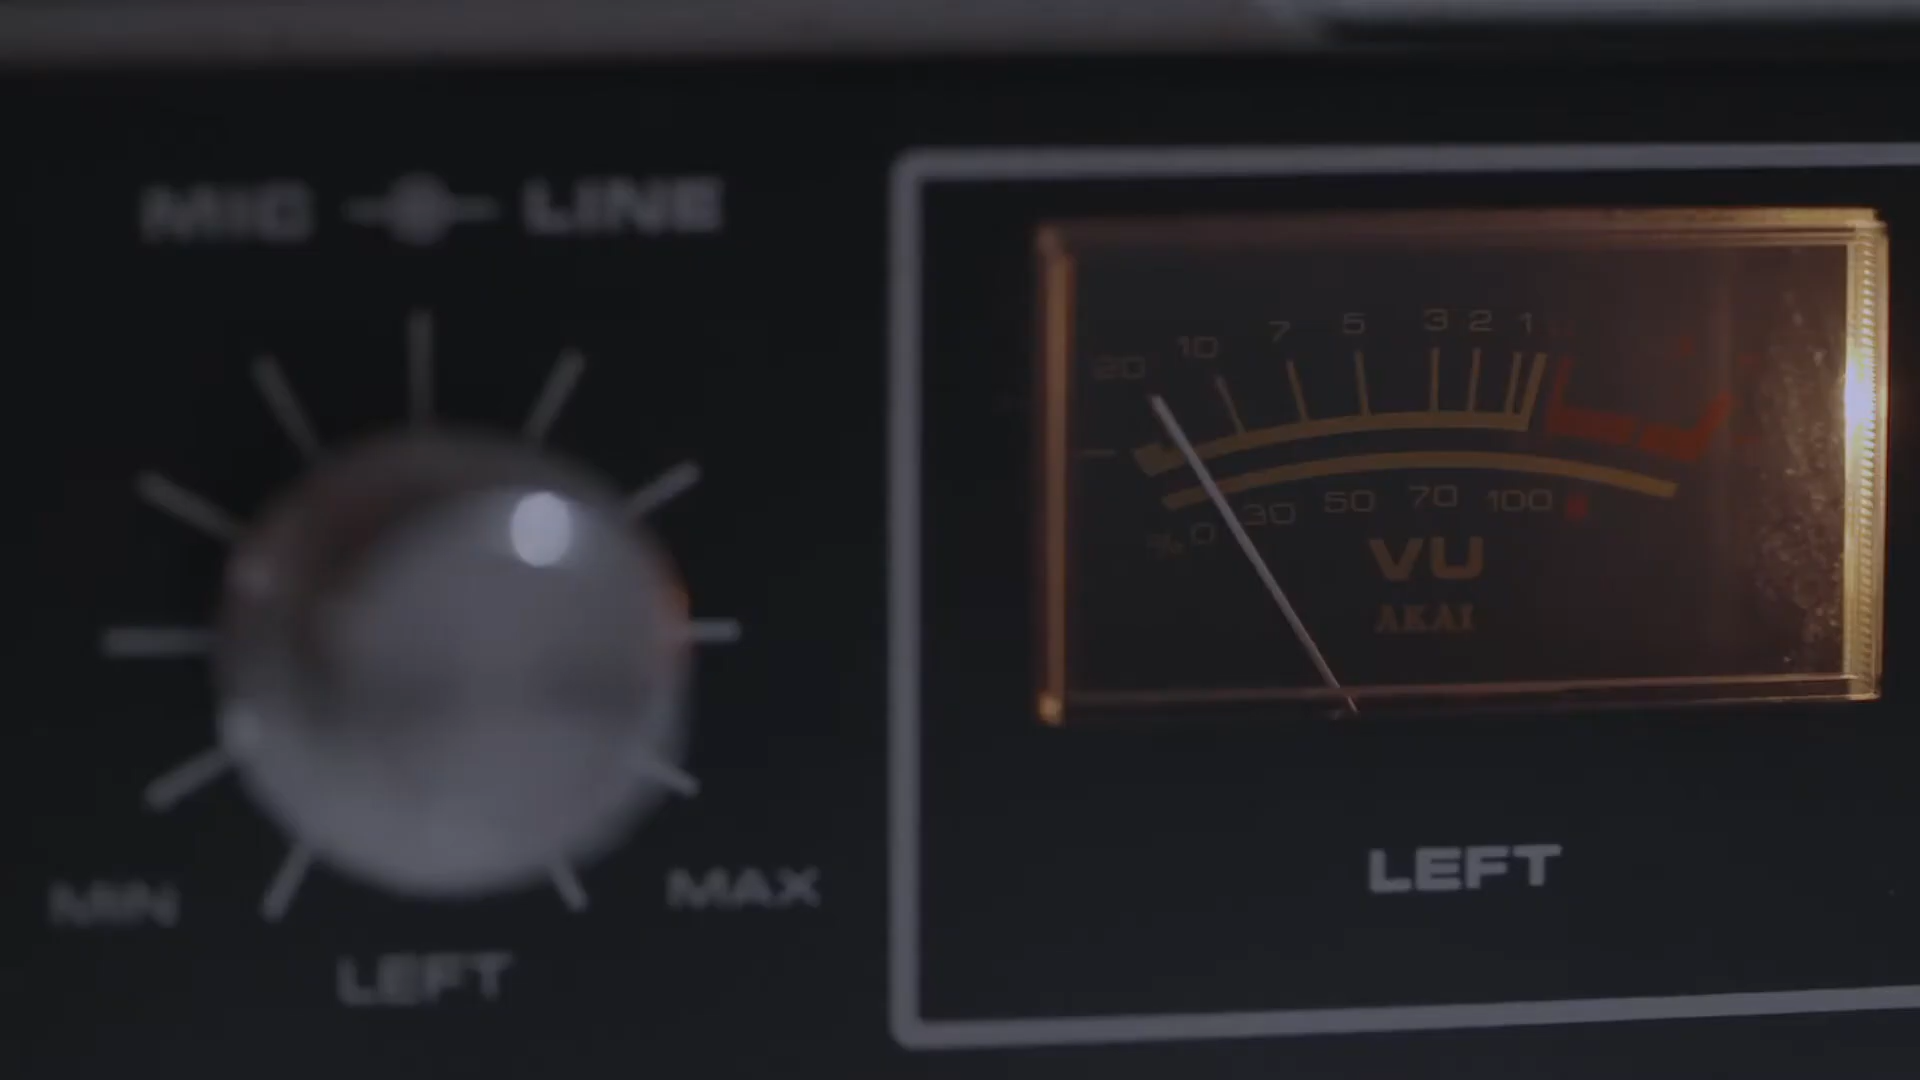 MIC LINE
MIN MAX
LEFT
20 10 7 5 3 2 1
% 0 30 50 70 100
VU
AKAI
LEFT